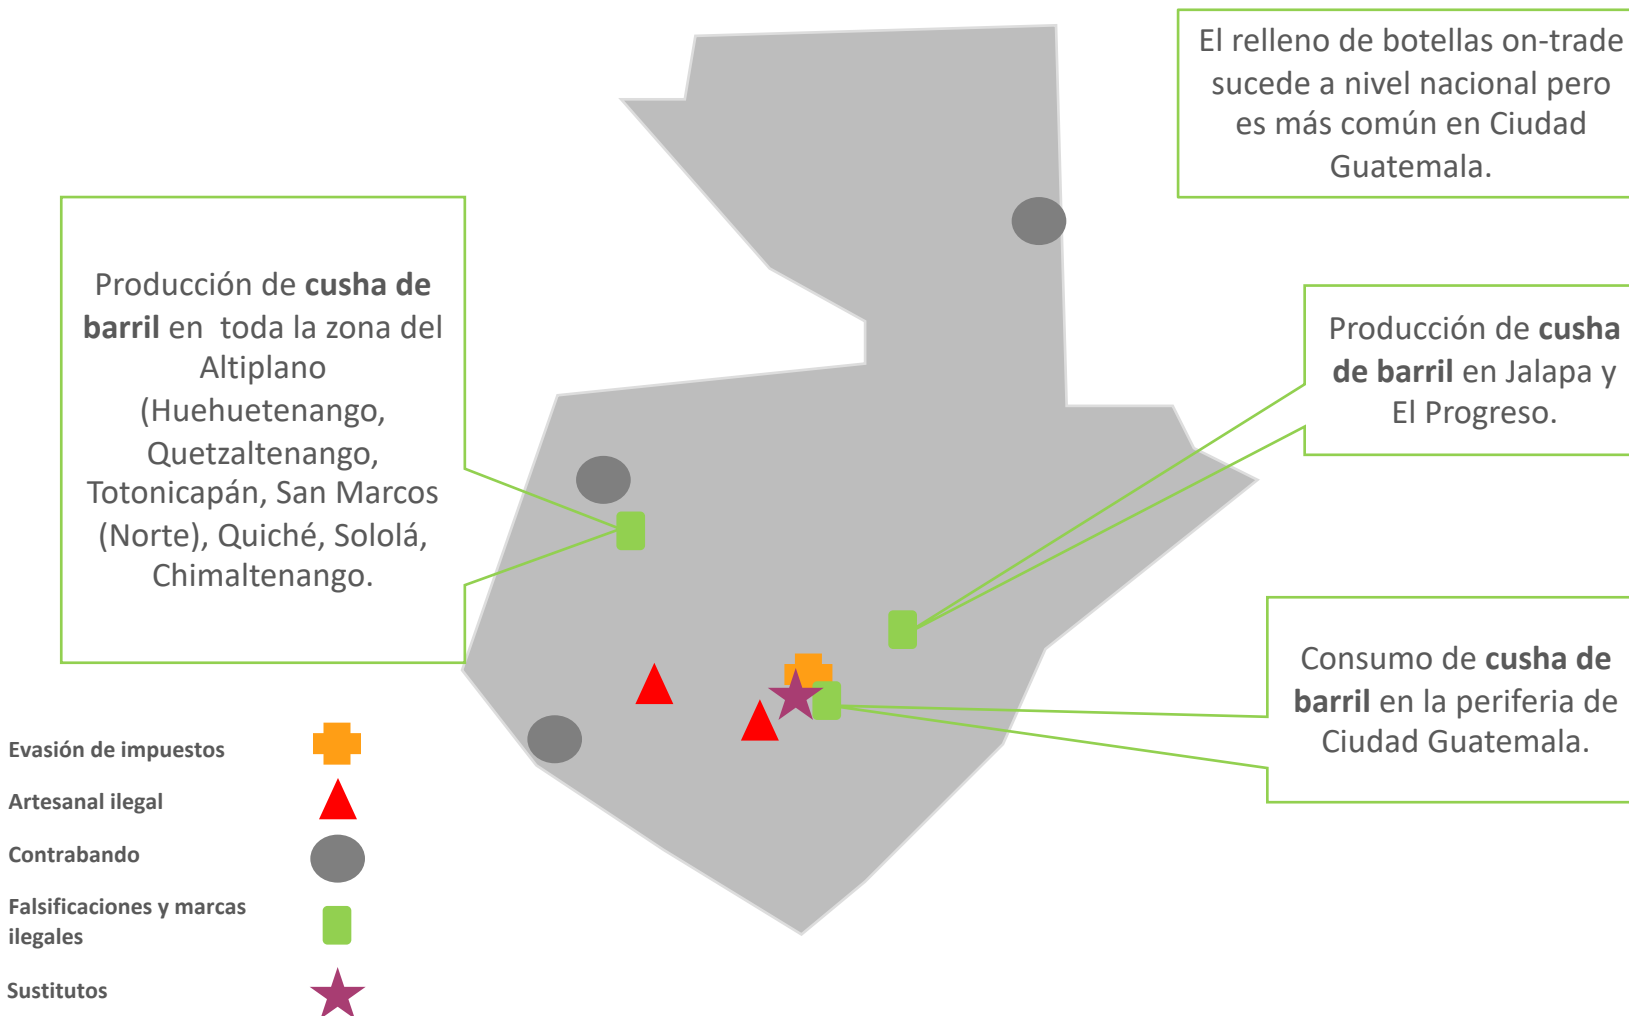 El relleno de botellas on-trade
sucede a nivel nacional pero
es más común en Ciudad
Guatemala.
Producción de cusha de
barril en toda la zona del
Altiplano
(Huehuetenango,
Quetzaltenango,
Totonicapán, San Marcos
(Norte), Quiché, Sololá,
Chimaltenango.
Producción de cusha
de barril en Jalapa y
El Progreso.
Consumo de cusha de
barril en la periferia de
Ciudad Guatemala.
Evasión de impuestos
Artesanal ilegal
Contrabando
Falsificaciones y marcas
ilegales
Sustitutos